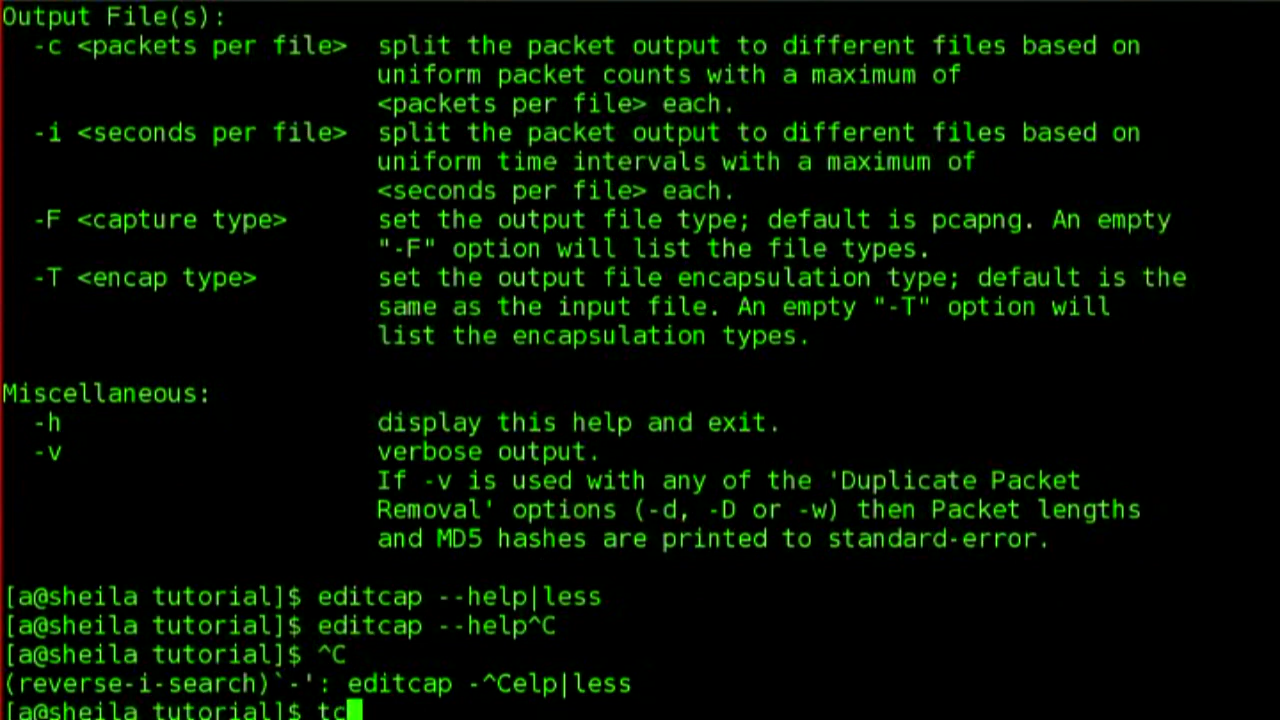 Output File(s):
-c <packets per file> split the packet output to different files based on
uniform packet counts with a maximum of
<packets per file> each.
-i <seconds per file> split the packet output to different files based on
uniform time intervals with a maximum of
<seconds per file> each.
-F <capture type> set the output file type; default is pcapng. An empty
"-F" option will list the file types.
-T <encap type> set the output file encapsulation type; default is the
same as the input file. An empty "-T" option will
list the encapsulation types.
Miscellaneous:
-h display this help and exit.
-v verbose output.
If -v is used with any of the 'Duplicate Packet
Removal' options (-d, -D or -w) then Packet lengths
and MD5 hashes are printed to standard-error.
[a@sheila tutorial]$ editcap --help|less
[a@sheila tutorial]$ editcap --help^C
[a@sheila tutorial]$ ^C
(reverse-i-search)`-': editcap -^Celp|less
[a@sheila tutorial]$ tc